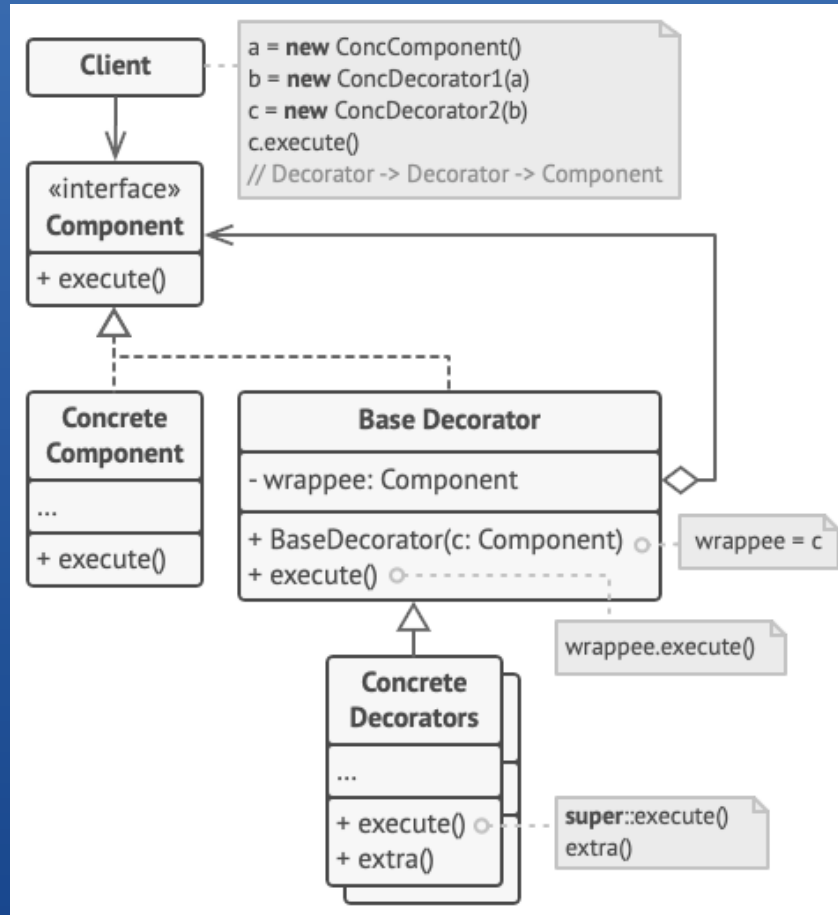 Client
a = new ConcComponent()
b = new ConcDecorator1(a)
c = new ConcDecorator2(b)
c.execute()
// Decorator -> Decorator -> Component
«interface»
Component
+ execute()
Concrete
Component
...
+ execute()
Base Decorator
- wrappee: Component
+ BaseDecorator(c: Component)
+ execute()
wrappee = c
wrappee.execute()
Concrete
Decorators
...
+ execute()
+ extra()
super::execute()
extra()